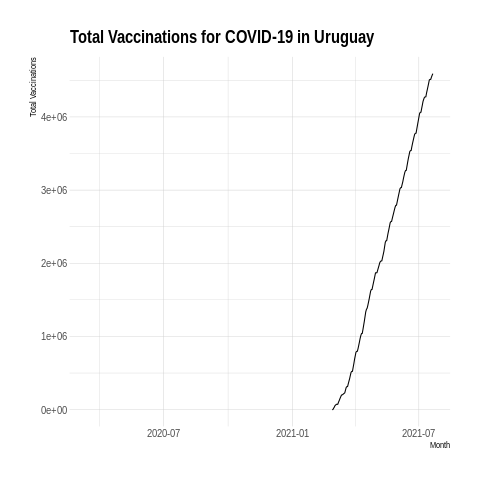 Total Vaccinations for COVID-19 in Uruguay
Total Vaccinations
4e+06
3e+06
2e+06
1e+06
0e+00
2020-07
2021-01
2021-07
Month